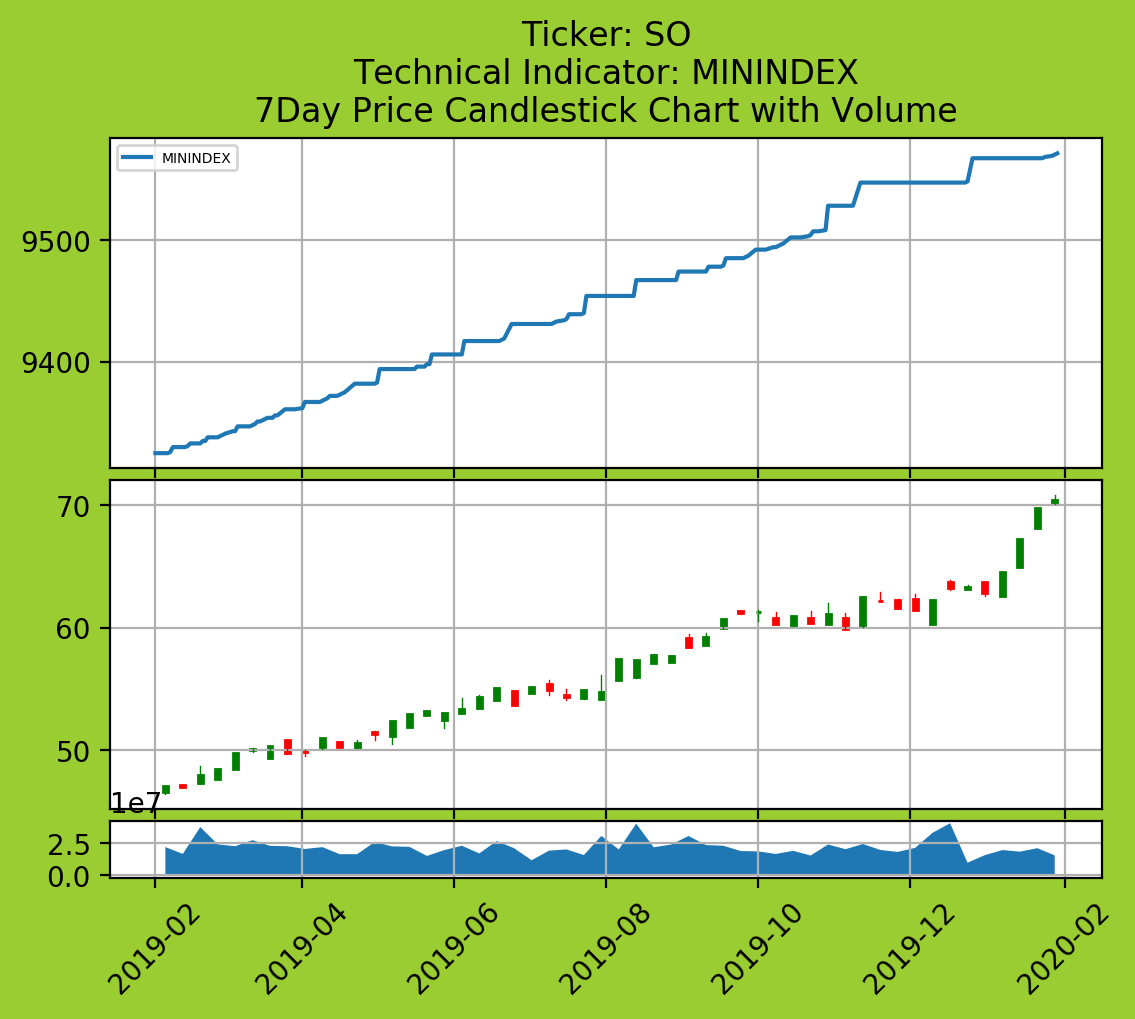 Ticker: SO
Technical Indicator: MININDEX
7Day Price Candlestick Chart with Volume
MININDEX
9500
9400
70
60
50
1e7
2.5
0.0
2019-02
2019-04
2019-06
2019-08
2019-10
2019-12
2020-02